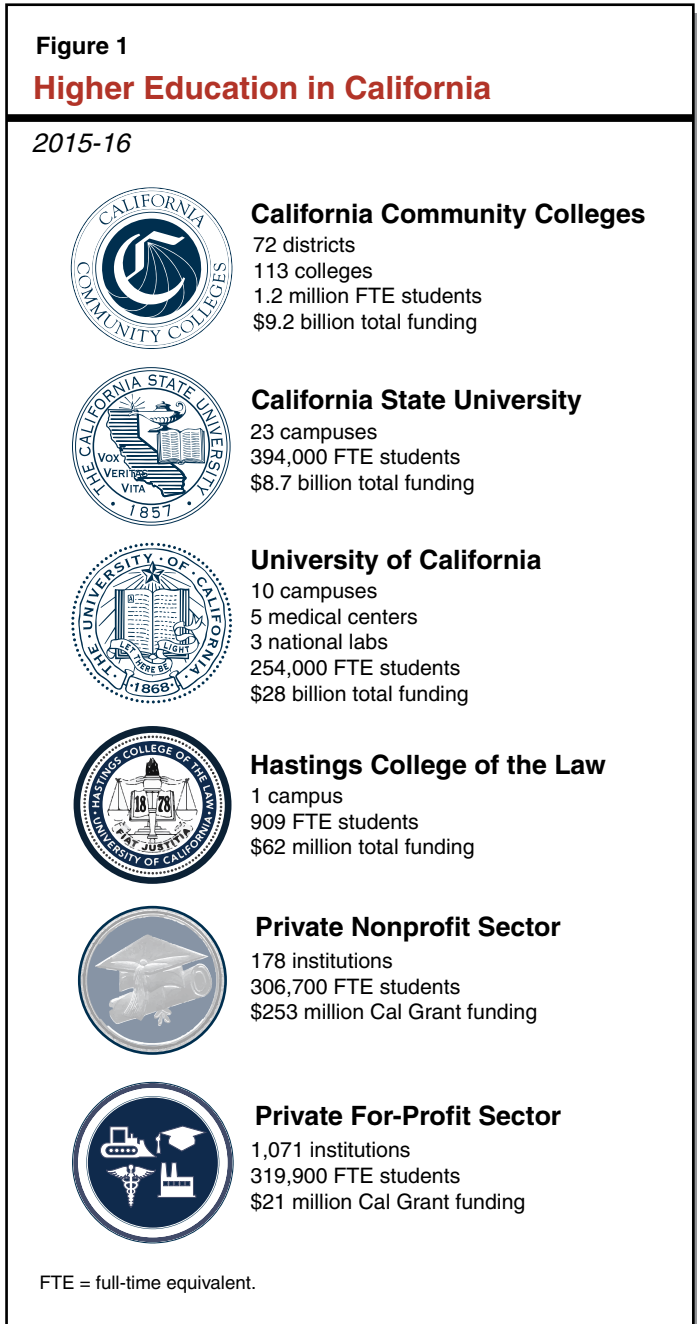 Figure 1
Higher Education in California
2015-16
CALIFORNIA
COMMUNITY COLLEGES
California Community Colleges
72 districts
113 colleges
1.2 million FTE students
$9.2 billion total funding
THE CALIFORNIA STATE UNIVERSITY
VOX
VERITAS
VITA
1857
California State University
23 campuses
394,000 FTE students
$8.7 billion total funding
THE · UNIVERSITY · OF · CALIFORNIA
A
LET THERE BE
LIGHT
·1868·
University of California
10 campuses
5 medical centers
3 national labs
254,000 FTE students
$28 billion total funding
HASTINGS COLLEGE OF THE LAW
18 78
FIAT JUSTITIA
UNIVERSITY OF CALIFORNIA
Hastings College of the Law
1 campus
909 FTE students
$62 million total funding
Private Nonprofit Sector
178 institutions
306,700 FTE students
$253 million Cal Grant funding
Private For-Profit Sector
1,071 institutions
319,900 FTE students
$21 million Cal Grant funding
FTE = full-time equivalent.